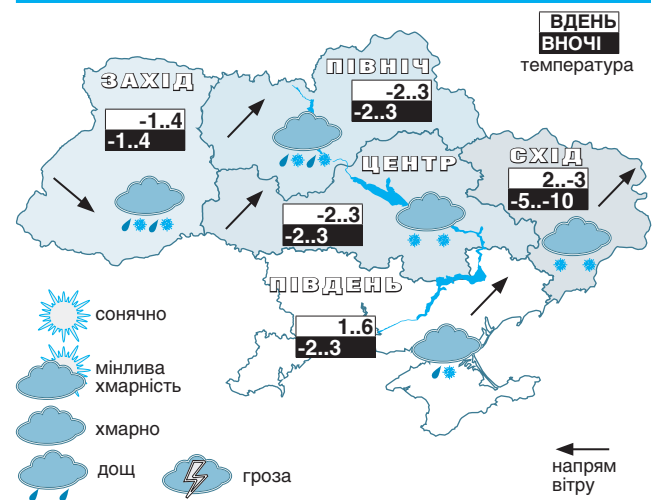 ВДЕНЬ
ВНОЧІ
температура
ПІВНІЧ
-2..3
-2..3
ЗАХІД
-1..4
-1..4
ЦЕНТР
-2..3
-2..3
СХІД
2..-3
-5..-10
ПІВДЕНЬ
1..6
-2..3
сонячно
мінлива
хмарність
хмарно
дощ
гроза
напрям
вітру